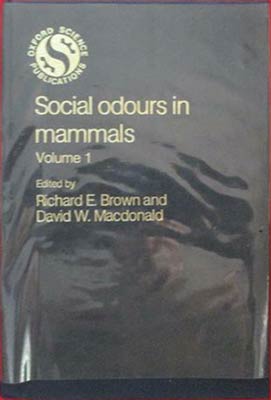 OXFORD SCIENCE
PUBLICATIONS
Social odours in
mammals
Volume 1
Edited by
Richard E. Brown and
David W. Macdonald